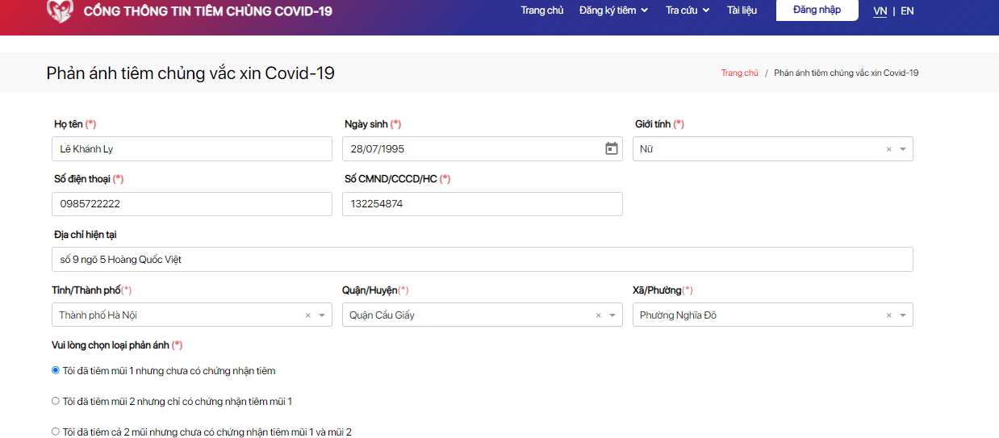 CỔNG THÔNG TIN TIÊM CHỦNG COVID-19 Trang chủ Đăng ký tiêm Tra cứu Tài liệu Đăng nhập VN | EN
Phản ánh tiêm chủng vắc xin Covid-19 Trang chủ / Phản ánh tiêm chủng vắc xin Covid-19
Họ tên (*) Ngày sinh (*) Giới tính (*)
Lê Khánh Ly 28/07/1995 Nữ ×
Số điện thoại (*) Số CMND/CCCD/HC (*)
0985722222 132254874
Địa chỉ hiện tại
số 9 ngõ 5 Hoàng Quốc Việt
Tỉnh/Thành phố(*) Quận/Huyện(*) Xã/Phường(*)
Thành phố Hà Nội × Quận Cầu Giấy × Phường Nghĩa Đô ×
Vui lòng chọn loại phản ánh (*)
Tôi đã tiêm mũi 1 nhưng chưa có chứng nhận tiêm
Tôi đã tiêm mũi 2 nhưng chỉ có chứng nhận tiêm mũi 1
Tôi đã tiêm cả 2 mũi nhưng chưa có chứng nhận tiêm mũi 1 và mũi 2